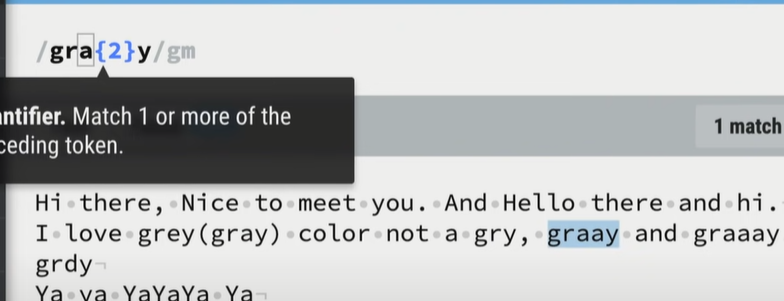 /gra{2}y/gm
ntifier. Match 1 or more of the
ceding token.
1 match
Hi there, Nice to meet you. And Hello there and hi.
I love grey(gray) color not a gry, graay and graaay
grdy
Ya ya YaYaYa Ya